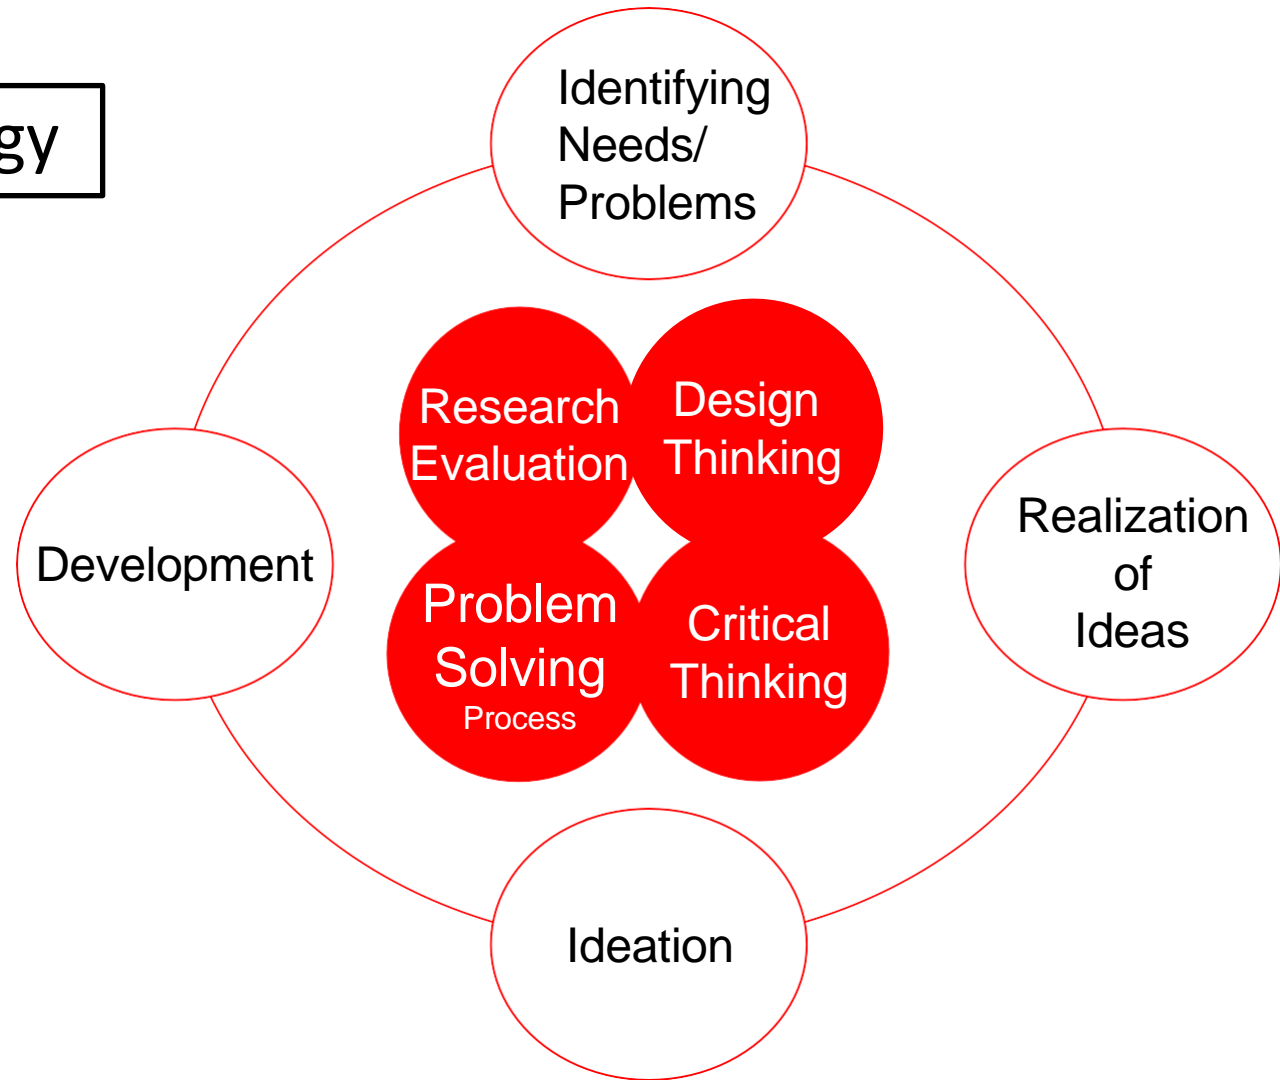 gy
Identifying
Needs/
Problems
Research
Evaluation
Design
Thinking
Development
Realization
of
Ideas
Problem
Solving
Process
Critical
Thinking
Ideation